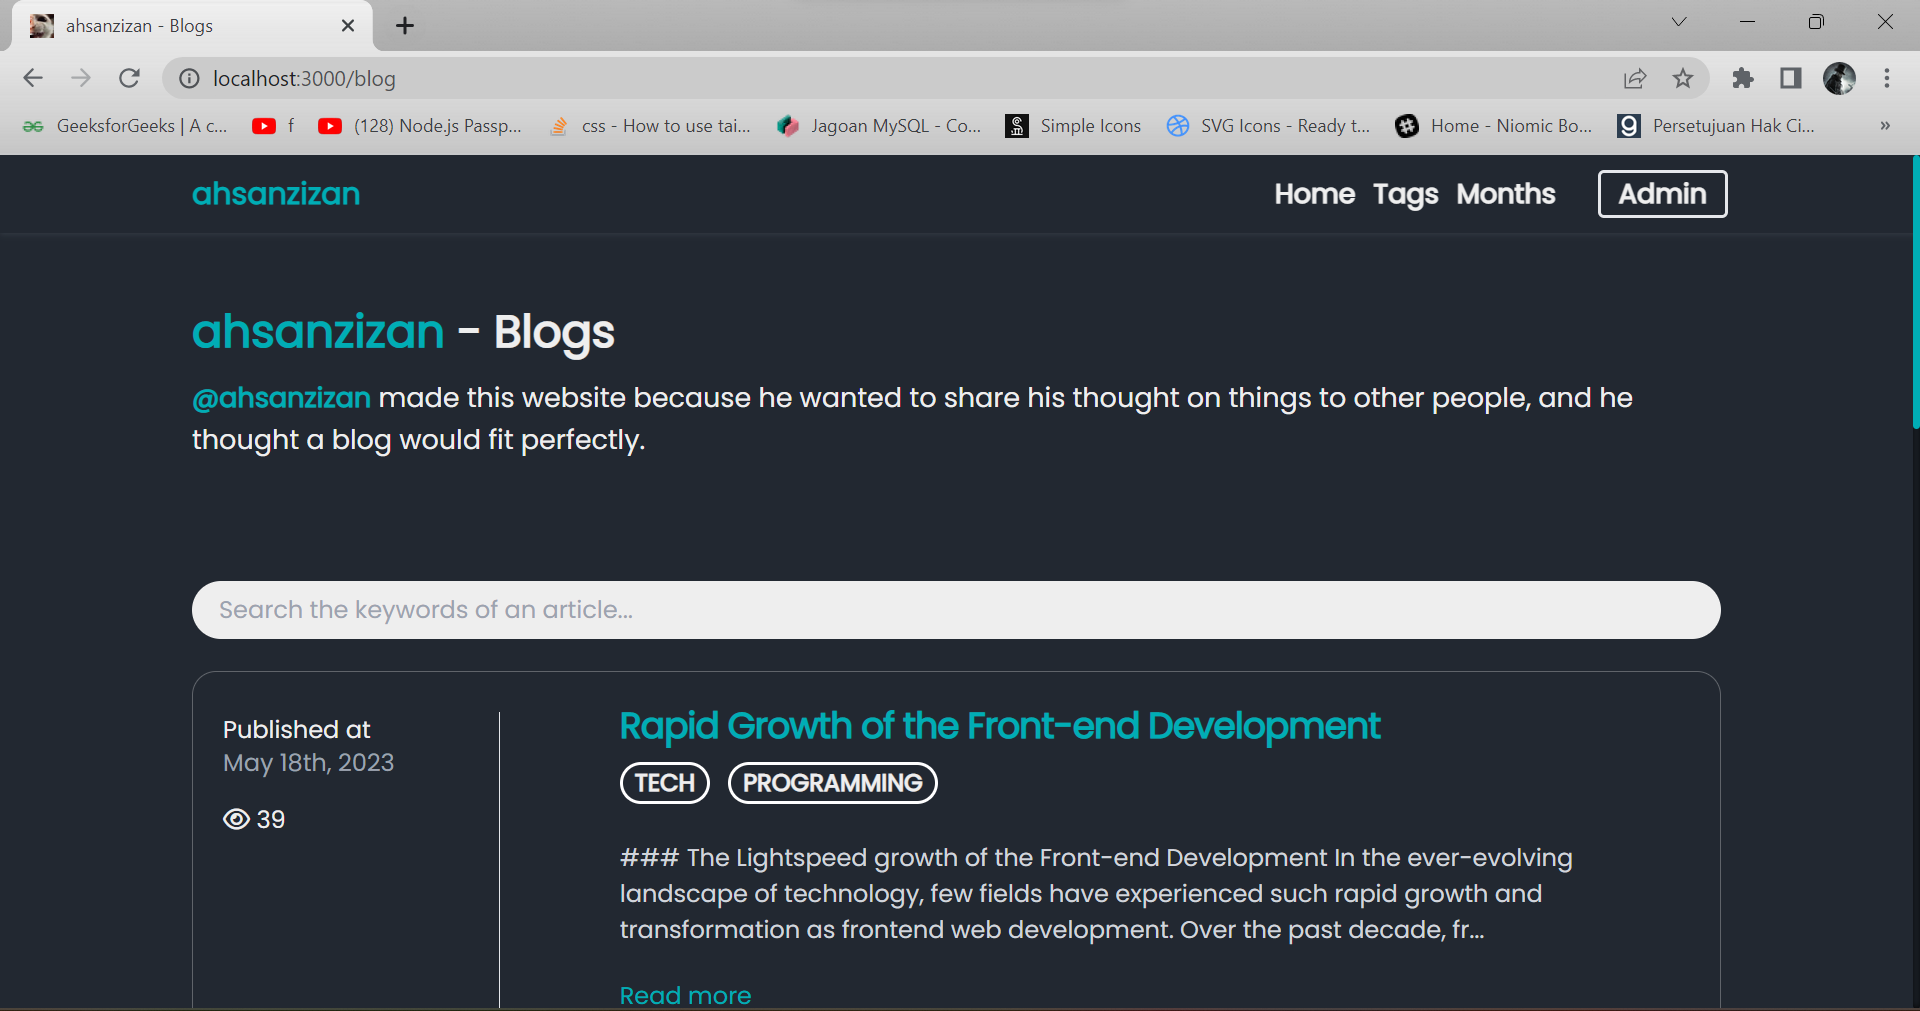 ahsanzizan - Blogs
localhost:3000/blog
GeeksforGeeks | A c...
f
(128) Node.js Passp...
css - How to use tai...
Jagoan MySQL - Co...
Simple Icons
SVG Icons - Ready t...
Home - Niomic Bo...
Persetujuan Hak Ci...
»
ahsanzizan
Home Tags Months Admin
ahsanzizan - Blogs
@ahsanzizan made this website because he wanted to share his thought on things to other people, and he
thought a blog would fit perfectly.
Search the keywords of an article...
Published at
May 18th, 2023
39
Rapid Growth of the Front-end Development
TECH PROGRAMMING
### The Lightspeed growth of the Front-end Development In the ever-evolving
landscape of technology, few fields have experienced such rapid growth and
transformation as frontend web development. Over the past decade, fr...
Read more